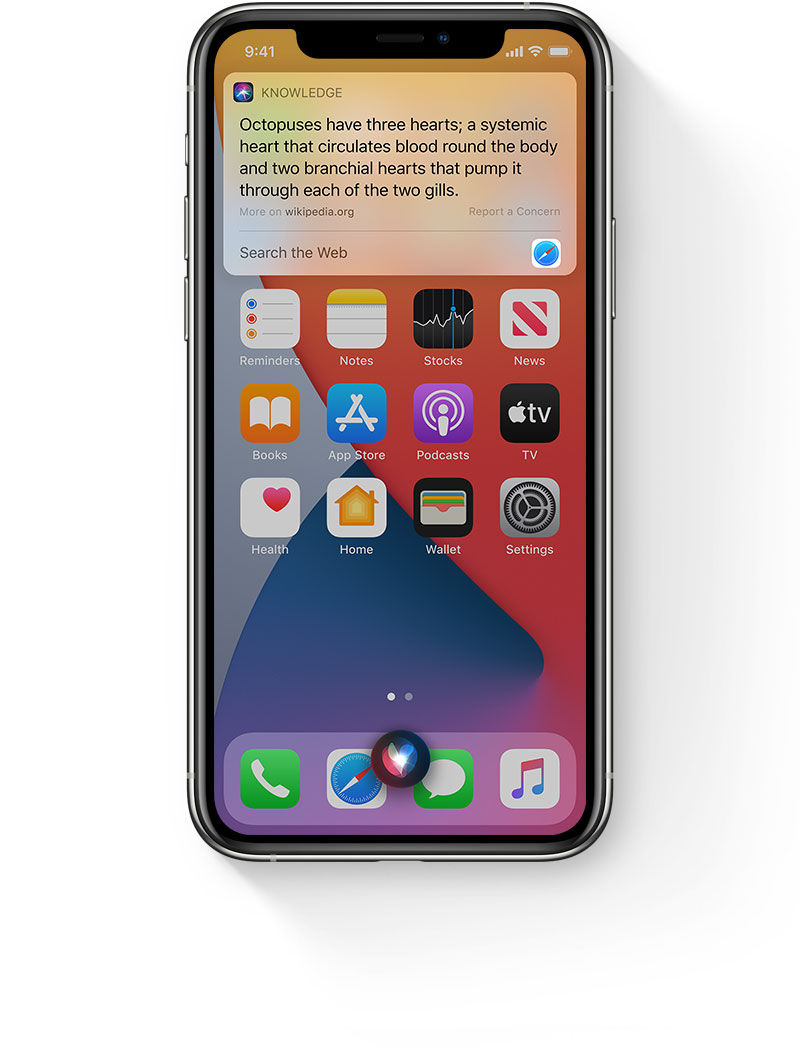 9:41
KNOWLEDGE
Octopuses have three hearts; a systemic
heart that circulates blood round the body
and two branchial hearts that pump it
through each of the two gills.
More on wikipedia.org Report a Concern
Search the Web
Reminders Notes Stocks News
tv
Books App Store Podcasts TV
Health Home Wallet Settings